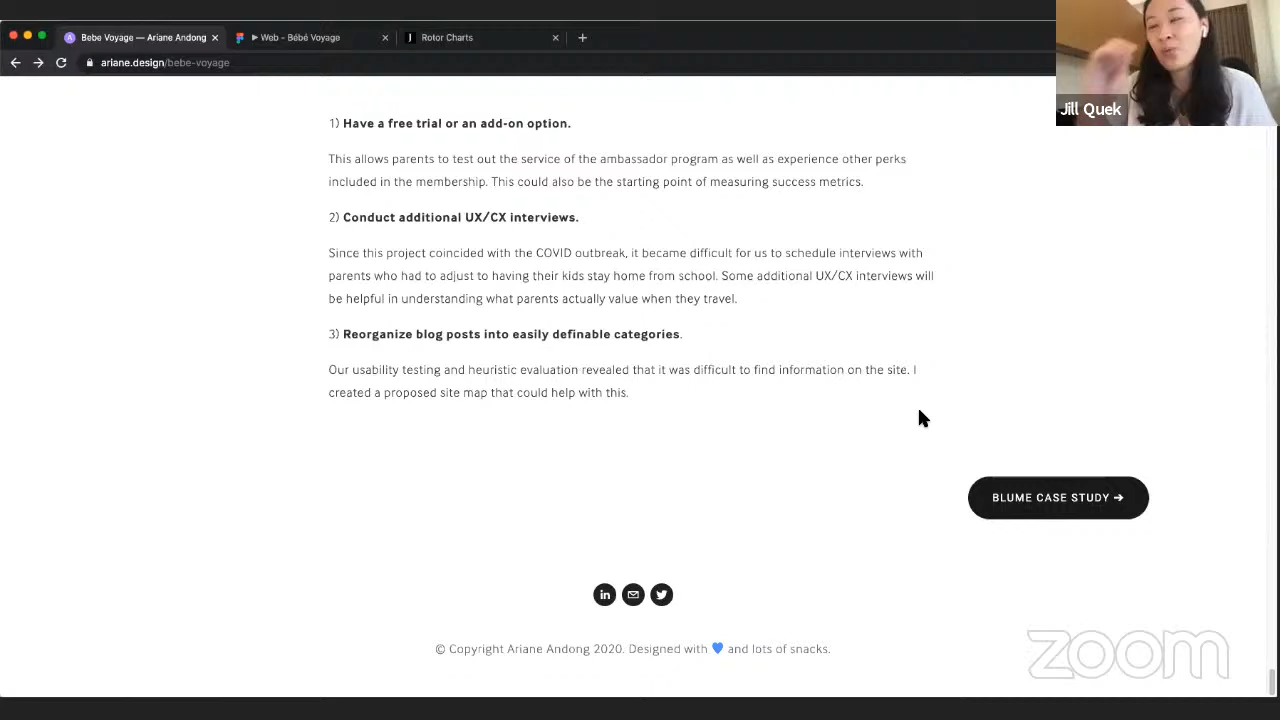 Bebe Voyage — Ariane Andong
Web - Bébé Voyage
Rotor Charts
ariane.design/bebe-voyage
Jill Quek
1) Have a free trial or an add-on option.
This allows parents to test out the service of the ambassador program as well as experience other perks
included in the membership. This could also be the starting point of measuring success metrics.
2) Conduct additional UX/CX interviews.
Since this project coincided with the COVID outbreak, it became difficult for us to schedule interviews with
parents who had to adjust to having their kids stay home from school. Some additional UX/CX interviews will
be helpful in understanding what parents actually value when they travel.
3) Reorganize blog posts into easily definable categories.
Our usability testing and heuristic evaluation revealed that it was difficult to find information on the site. I
created a proposed site map that could help with this.
BLUME CASE STUDY ➔
in
© Copyright Ariane Andong 2020. Designed with 💙 and lots of snacks.
zoom